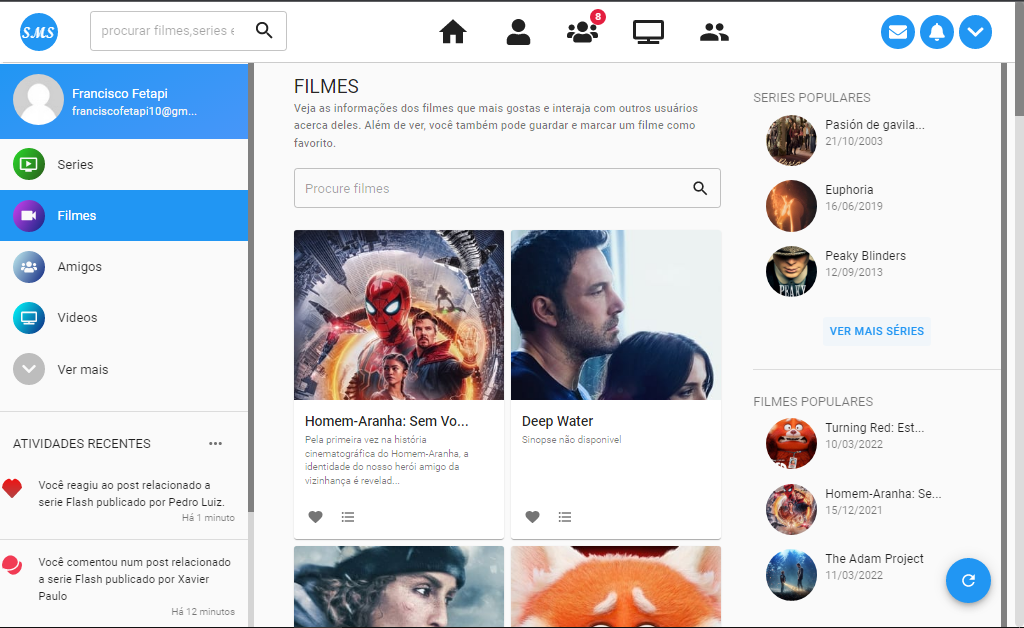 SMS
procurar filmes,series e
8
Francisco Fetapi
franciscofetapi10@gm...
Series
Filmes
Amigos
Videos
Ver mais
ATIVIDADES RECENTES
Você reagiu ao post relacionado a
serie Flash publicado por Pedro Luiz.
Há 1 minuto
Você comentou num post relacionado
a serie Flash publicado por Xavier
Paulo
Há 12 minutos
FILMES
Veja as informações dos filmes que mais gostas e interaja com outros usuários
acerca deles. Além de ver, você também pode guardar e marcar um filme como
favorito.
Procure filmes
Homem-Aranha: Sem Vo...
Pela primeira vez na história
cinematográfica do Homem-Aranha, a
identidade do nosso herói amigo da
vizinhança é revelad...
Deep Water
Sinopse não disponivel
SERIES POPULARES
Pasión de gavila...
21/10/2003
Euphoria
16/06/2019
Peaky Blinders
12/09/2013
PEAKY
VER MAIS SÉRIES
FILMES POPULARES
Turning Red: Est...
10/03/2022
Homem-Aranha: Se...
15/12/2021
The Adam Project
11/03/2022